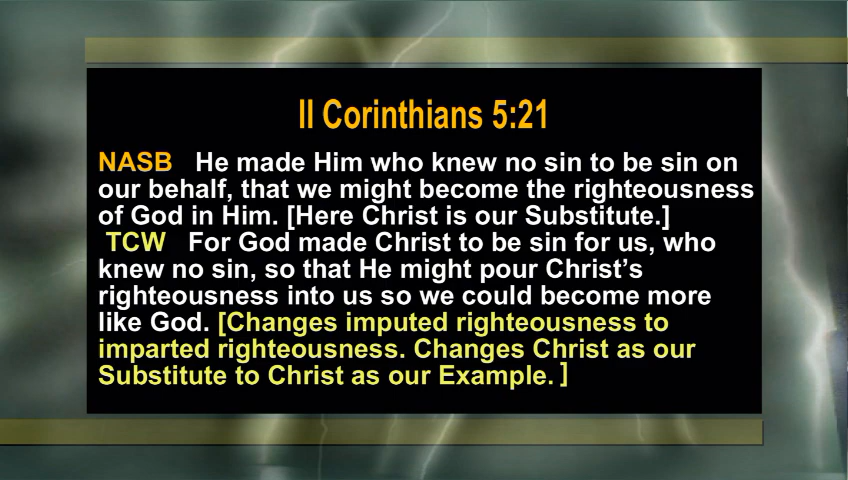 II Corinthians 5:21
NASB He made Him who knew no sin to be sin on
our behalf, that we might become the righteousness
of God in Him. [Here Christ is our Substitute.]
TCW For God made Christ to be sin for us, who
knew no sin, so that He might pour Christ’s
righteousness into us so we could become more
like God. [Changes imputed righteousness to
imparted righteousness. Changes Christ as our
Substitute to Christ as our Example. ]